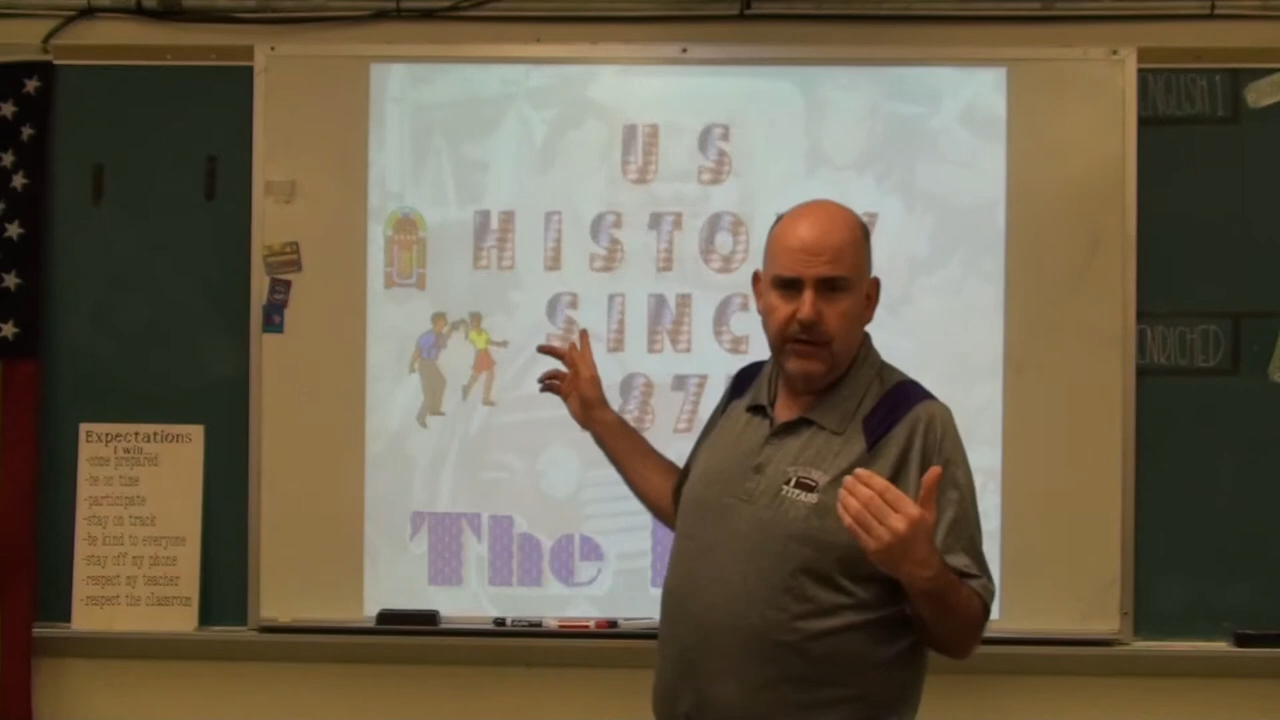 US
HISTO
SINC
87
The
Expectations
I will...
-come prepared
-be on time
-participate
-stay on track
-be kind to everyone
-stay off my phone
-respect my teacher
-respect the classroom
TITANS
ENGLISH 1
ENRICHED